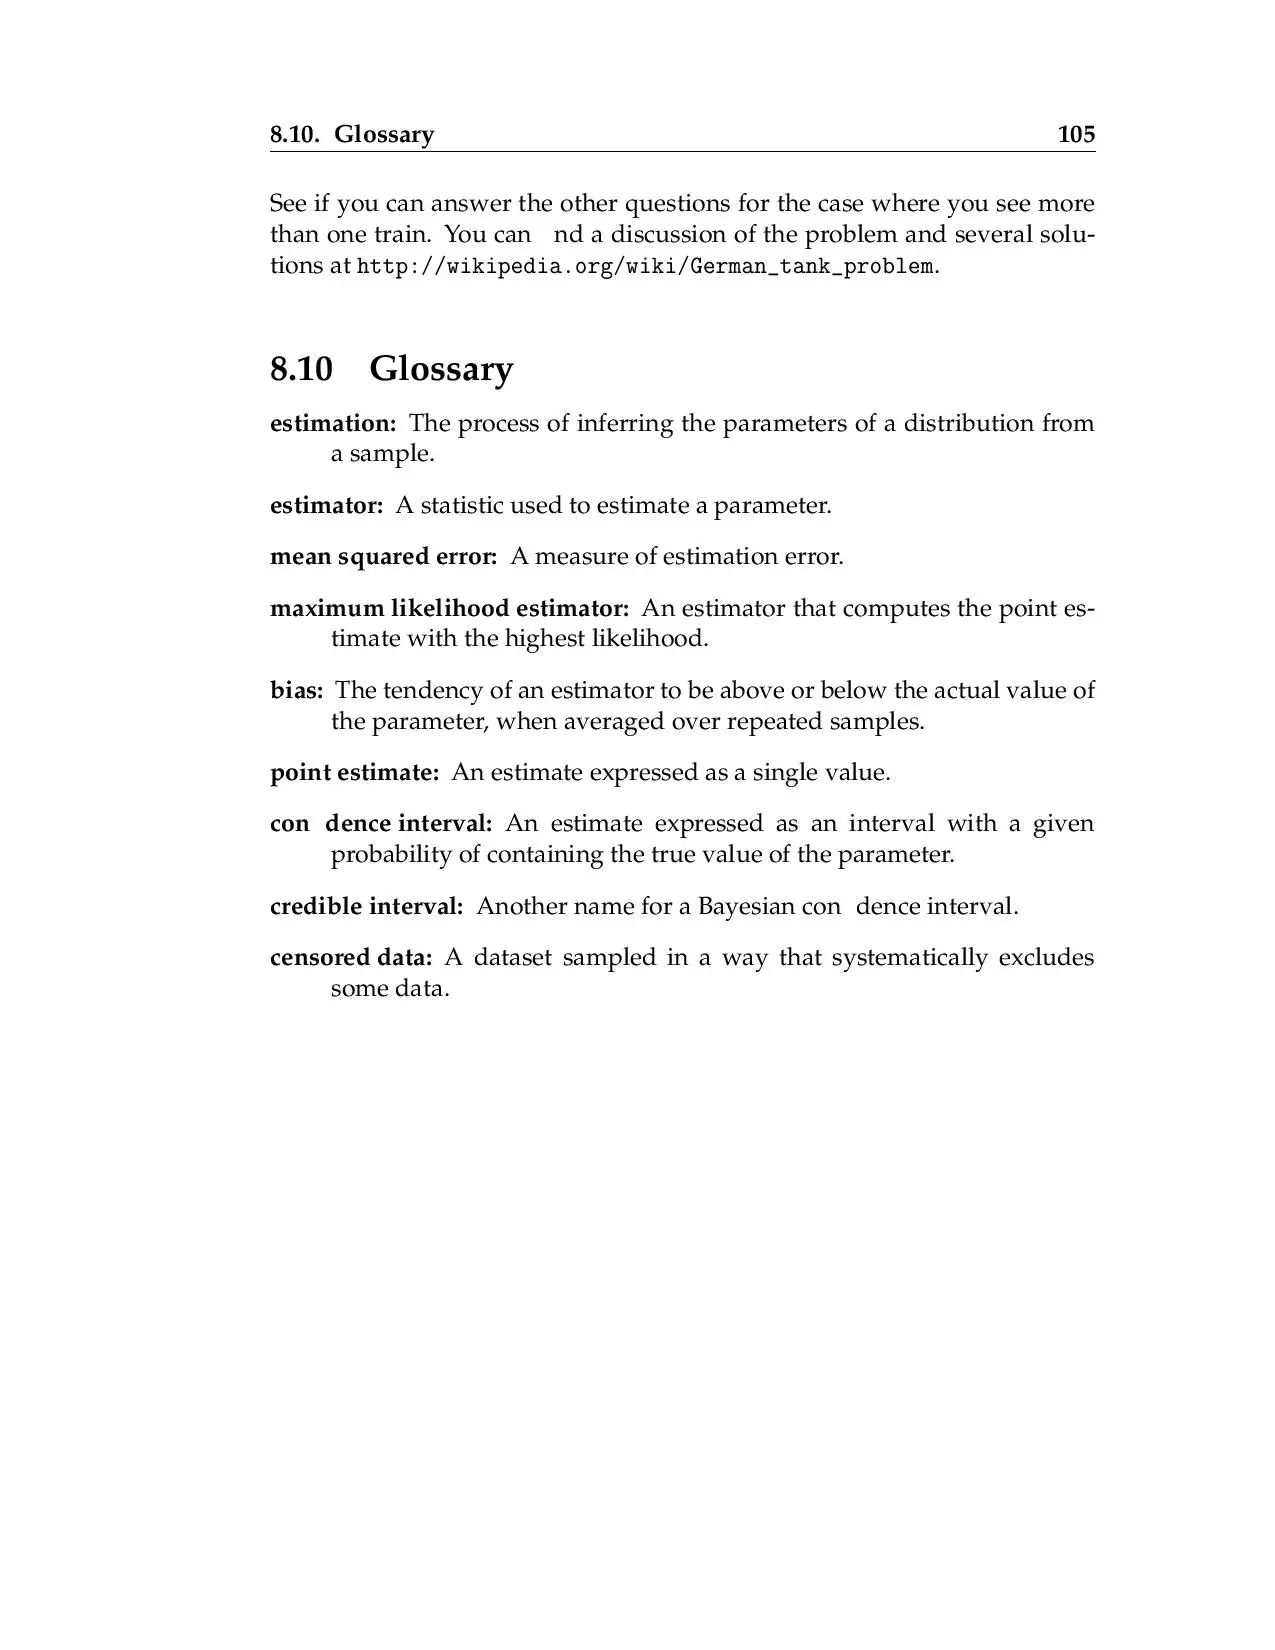 8.10. Glossary 105
See if you can answer the other questions for the case where you see more
than one train. You can nd a discussion of the problem and several solu-
tions at http://wikipedia.org/wiki/German_tank_problem.
8.10 Glossary
estimation: The process of inferring the parameters of a distribution from
a sample.
estimator: A statistic used to estimate a parameter.
mean squared error: A measure of estimation error.
maximum likelihood estimator: An estimator that computes the point es-
timate with the highest likelihood.
bias: The tendency of an estimator to be above or below the actual value of
the parameter, when averaged over repeated samples.
point estimate: An estimate expressed as a single value.
con dence interval: An estimate expressed as an interval with a given
probability of containing the true value of the parameter.
credible interval: Another name for a Bayesian con dence interval.
censored data: A dataset sampled in a way that systematically excludes
some data.